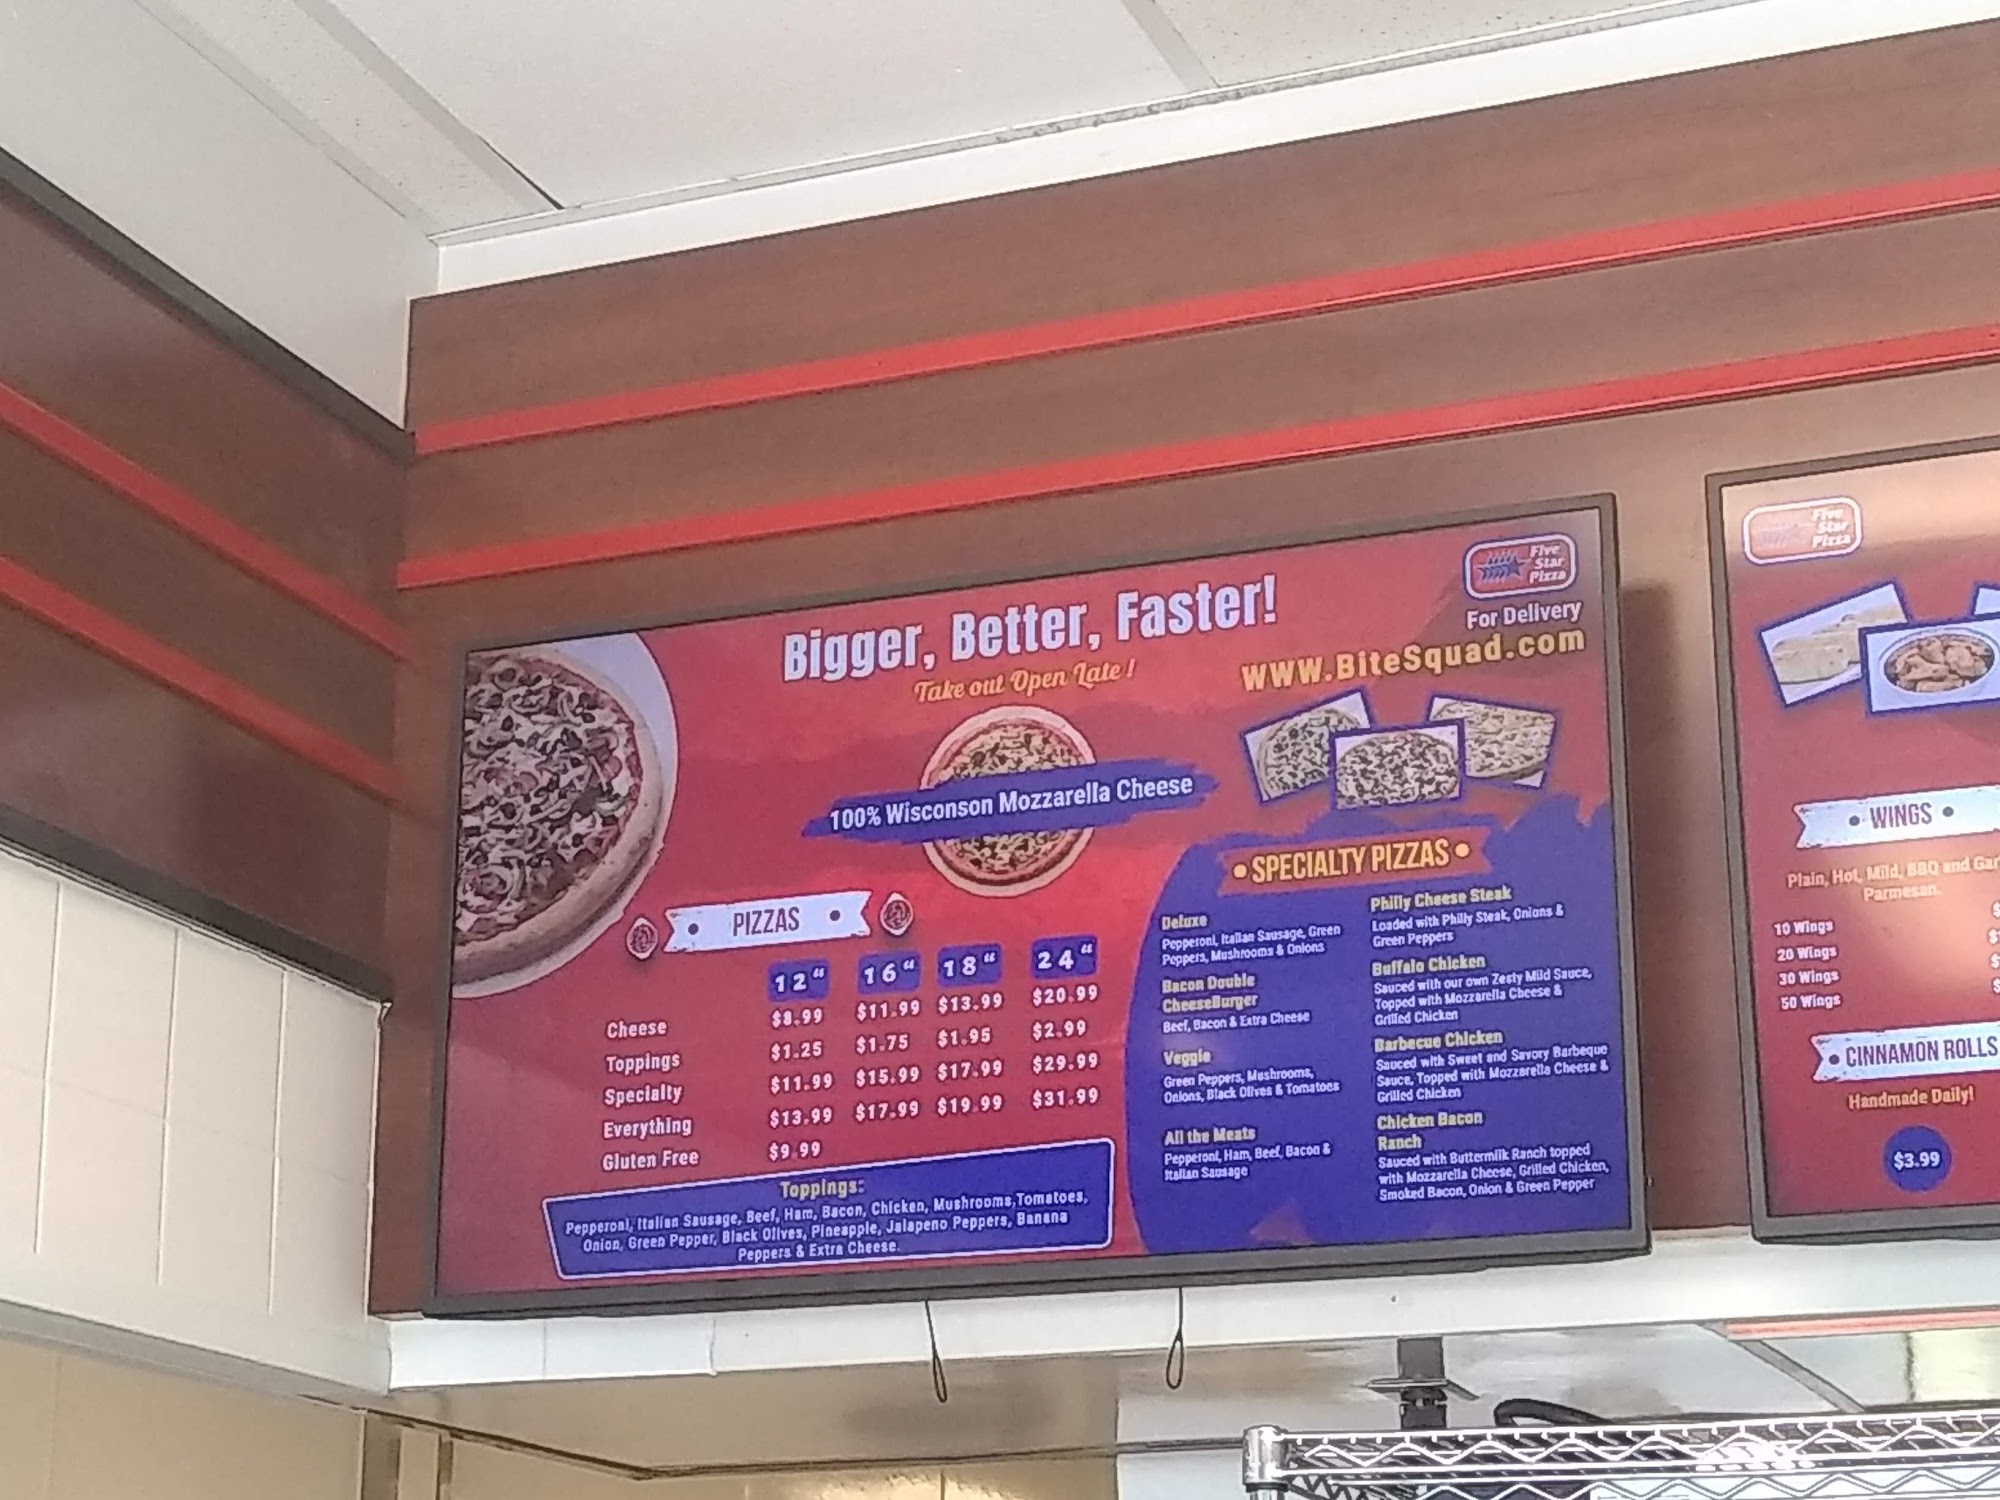 Five
Star
Pizza
For Delivery
WWW.BiteSquad.com
Bigger, Better, Faster!
Take out Open Late !
100% Wisconson Mozzarella Cheese
PIZZAS
12" 16" 18" 24"
Cheese $8.99 $11.99 $13.99 $20.99
Toppings $1.25 $1.75 $1.95 $2.99
Specialty $11.99 $15.99 $17.99 $29.99
Everything $13.99 $17.99 $19.99 $31.99
Gluten Free $9.99
Toppings:
Pepperoni, Italian Sausage, Beef, Ham, Bacon, Chicken, Mushrooms,Tomatoes,
Onion, Green Pepper, Black Olives, Pineapple, Jalapeno Peppers, Banana
Peppers & Extra Cheese.
• SPECIALTY PIZZAS •
Deluxe
Pepperoni, Italian Sausage, Green
Peppers, Mushrooms & Onions
Bacon Double
CheeseBurger
Beef, Bacon & Extra Cheese
Veggie
Green Peppers, Mushrooms,
Onions, Black Olives & Tomatoes
All the Meats
Pepperoni, Ham, Beef, Bacon &
Italian Sausage
Philly Cheese Steak
Loaded with Philly Steak, Onions &
Green Peppers
Buffalo Chicken
Sauced with our own Zesty Mild Sauce,
Topped with Mozzarella Cheese &
Grilled Chicken
Barbecue Chicken
Sauced with Sweet and Savory Barbeque
Sauce, Topped with Mozzarella Cheese &
Grilled Chicken
Chicken Bacon
Ranch
Sauced with Buttermilk Ranch topped
with Mozzarella Cheese, Grilled Chicken,
Smoked Bacon, Onion & Green Pepper
Five
Star
Pizza
• WINGS •
Plain, Hot, Mild, BBQ and
Parmesan.
10 Wings
20 Wings
30 Wings
50 Wings
• CINNAMON ROLLS
Handmade Daily!
$3.99